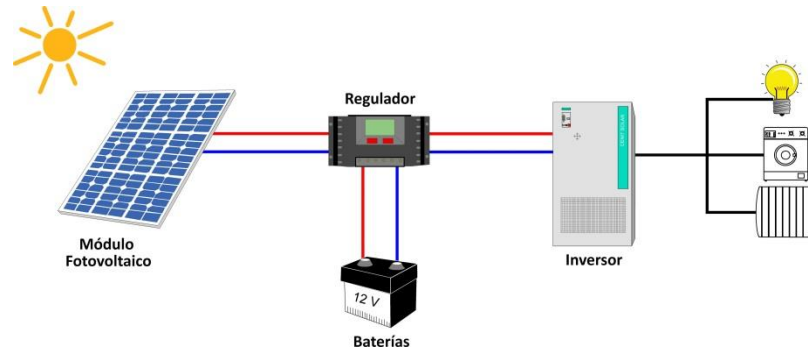 Regulador
Módulo
Fotovoltaico
12 V
Baterías
Inversor